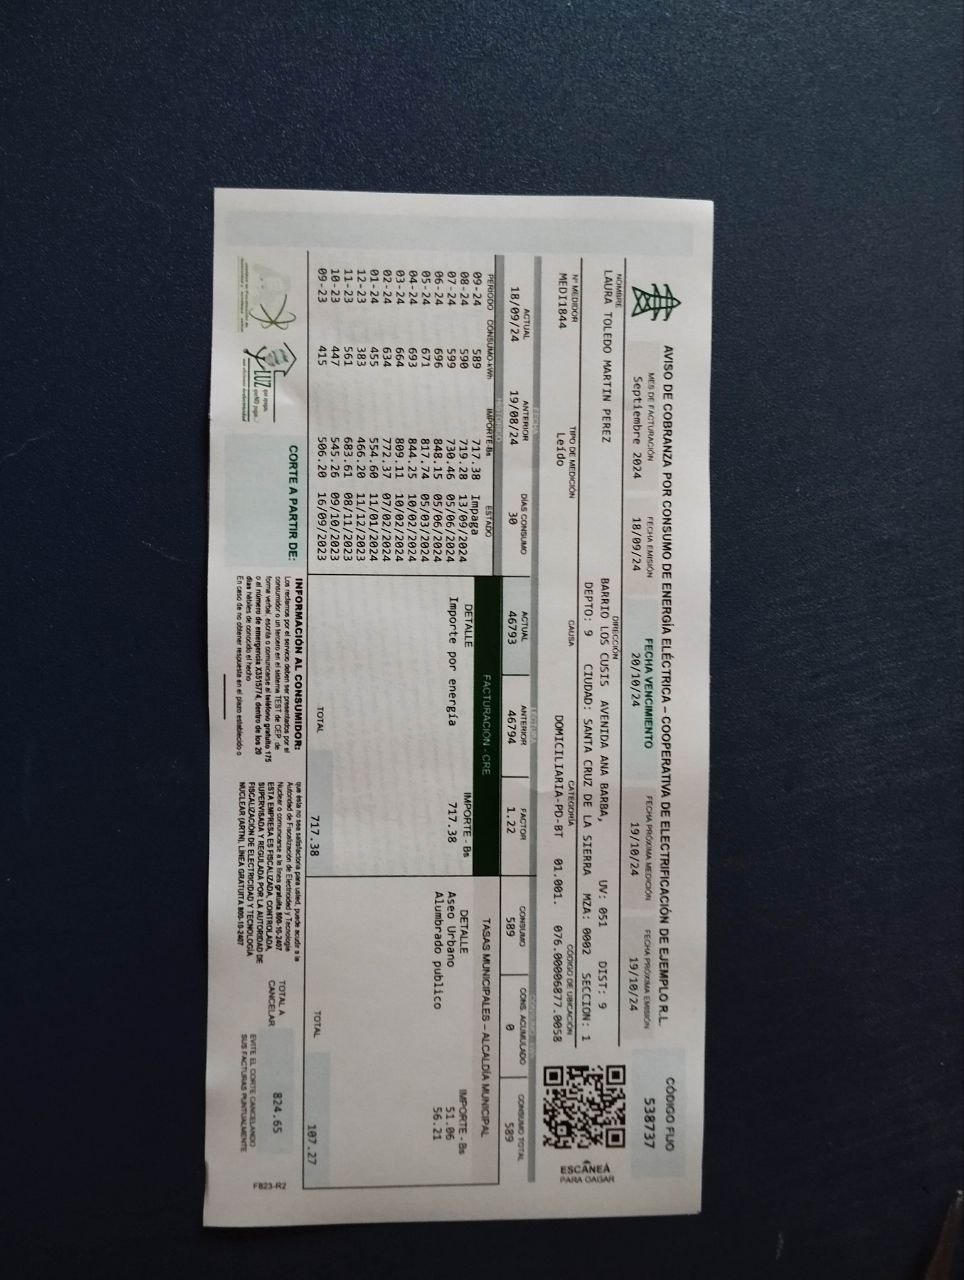 AVISO DE COBRANZA POR CONSUMO DE ENERGÍA ELÉCTRICA – COOPERATIVA DE ELECTRIFICACIÓN DE EJEMPLO R.L.
CÓDIGO FIJO
538737
MES DE FACTURACIÓN FECHA EMISIÓN FECHA VENCIMIENTO FECHA PRÓXIMA MEDICIÓN FECHA PRÓXIMA EMISIÓN
Septiembre 2024 18/09/24 20/10/24 19/10/24 19/10/24
NOMBRE DIRECCIÓN
LAURA TOLEDO MARTIN PEREZ BARRIO LOS CUSIS AVENIDA ANA BARBA, UV: 051 DIST: 9
DEPTO: 9 CIUDAD: SANTA CRUZ DE LA SIERRA MZA: 0002 SECCION: 1
Nº MEDIDOR TIPO DE MEDICIÓN CAUSA CATEGORÍA CÓDIGO DE UBICACIÓN
MEDI1844 Leído DOMICILIARIA-PD-BT 01.001. 076.00006877.0058
ESCANEA
PARA OAGAR
FECHA
ACTUAL ANTERIOR DÍAS CONSUMO ACTUAL ANTERIOR FACTOR CONSUMO CONS. ACUMULADO CONSUMO TOTAL
18/09/24 19/08/24 30 46793 46794 1.22 589 0 589
HISTÓRICO
FACTURACIÓN - CRE
TASAS MUNICIPALES – ALCALDÍA MUNICIPAL
PERIODO CONSUMO-kWh IMPORTE-Bs ESTADO
09-24 589 717.38 Impaga
08-24 590 719.28 13/09/2024
07-24 599 730.46 05/06/2024
06-24 696 848.15 05/06/2024
05-24 671 817.74 05/03/2024
04-24 693 844.25 10/02/2024
03-24 664 809.11 10/02/2024
02-24 634 772.37 07/02/2024
01-24 455 554.60 11/01/2024
12-23 383 466.20 11/12/2023
11-23 561 683.61 08/11/2023
10-23 447 545.26 09/10/2023
09-23 415 506.20 16/09/2023
DETALLE IMPORTE - Bs
Importe por energía 717.38
TOTAL 717.38
DETALLE IMPORTE - Bs
Aseo Urbano 51.06
Alumbrado publico 56.21
TOTAL 107.27
CORTE A PARTIR DE:
INFORMACIÓN AL CONSUMIDOR:
Los reclamos por el servicio deben ser presentados por el
consumidor o un tercero en el sistema TEST de CEP, de
forma verbal, escrita o comunicarse al teléfono gratuito 175
o al número de emergencia X3515774, dentro de los 20
días hábiles de conocido el hecho
En caso de no obtener respuesta en el plazo establecido o
que ésta no sea satisfactoria para usted, puede acudir a la
Autoridad de Fiscalización de Electricidad y Tecnología
Nuclear o comunicarse a la línea gratuita 800-10-2407
ESTA EMPRESA ES FISCALIZADA, CONTROLADA,
SUPERVISADA Y REGULADA POR LA AUTORIDAD DE
FISCALIZACIÓN DE ELECTRICIDAD Y TECNOLOGÍA
NUCLEAR (AETN). LÍNEA GRATUITA 800-10-2407
TOTAL A
CANCELAR
824.65
EVITE EL CORTE CANCELANDO
SUS FACTURAS PUNTUALMENTE
F823-R2